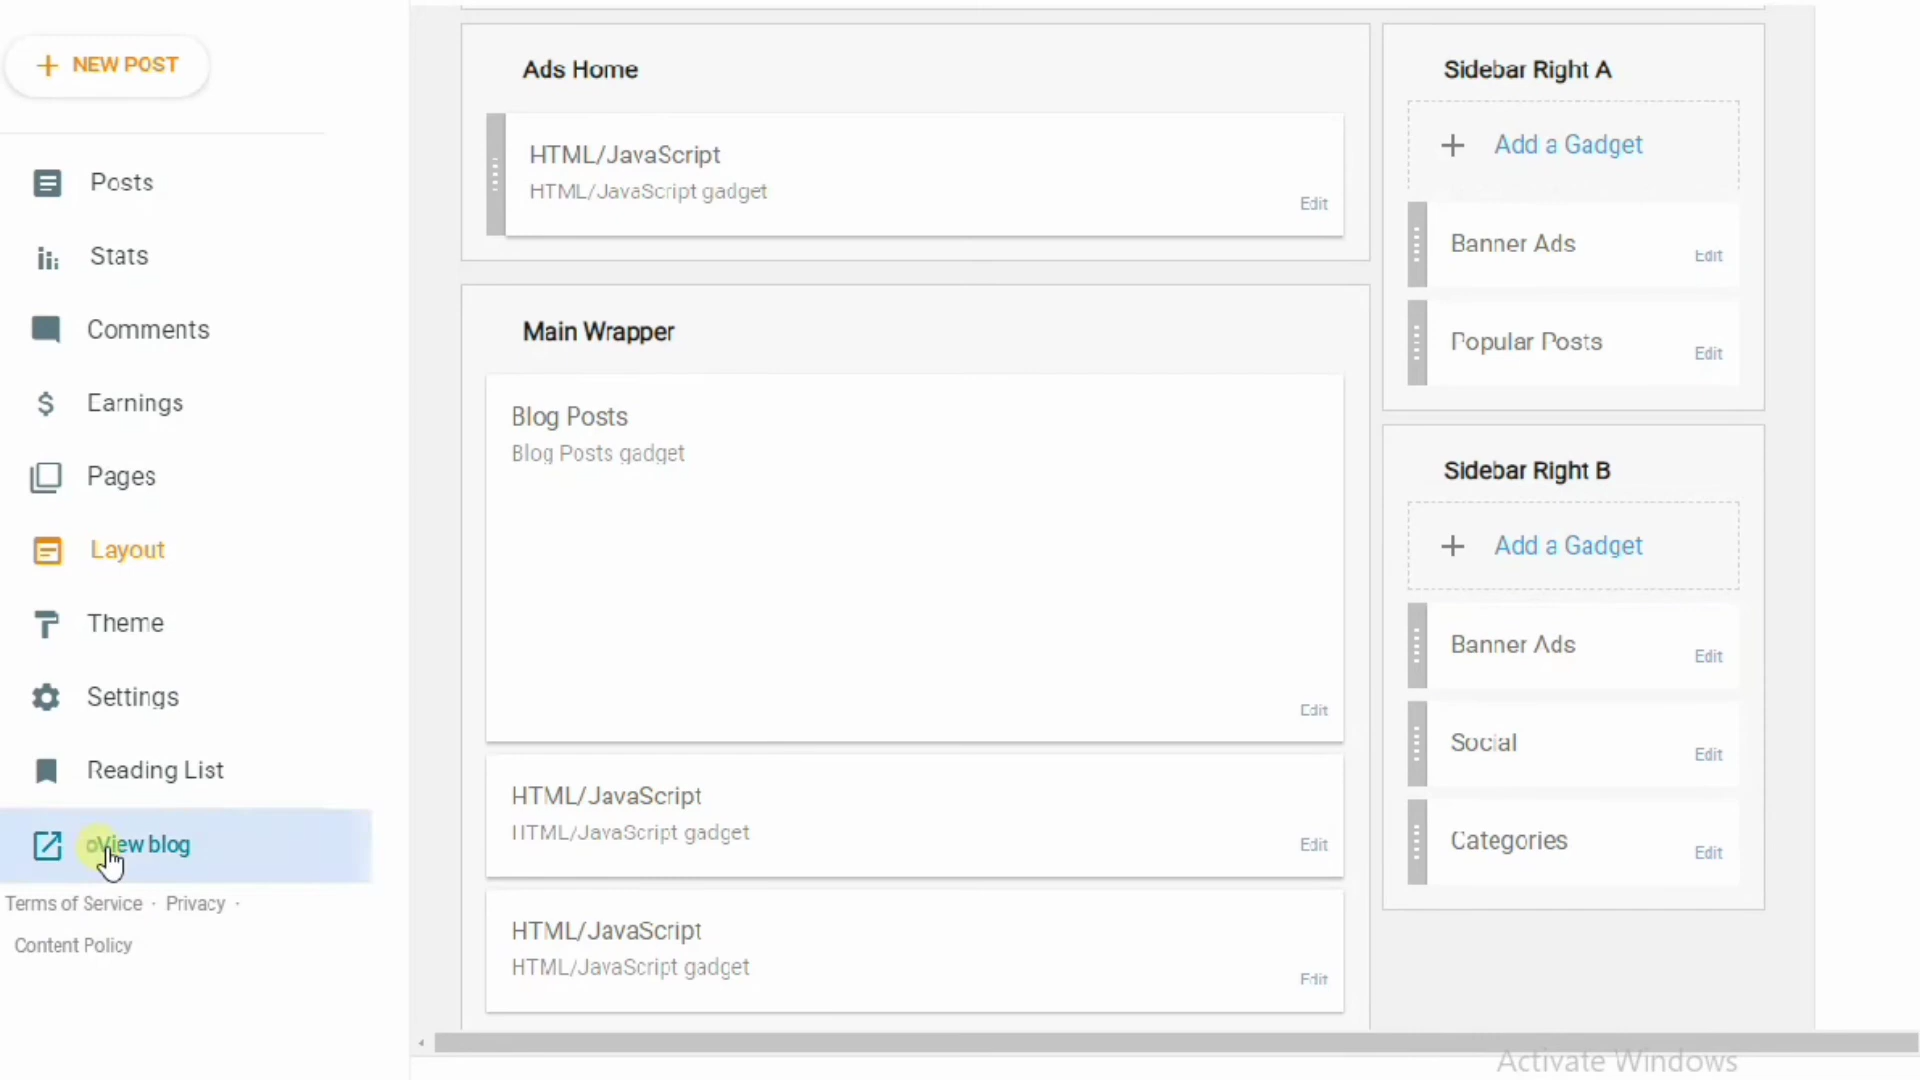 NEW POST
Posts
Stats
Comments
Earnings
Pages
Layout
Theme
Settings
Reading List
View blog
Terms of Service · Privacy ·
Content Policy
Ads Home
HTML/JavaScript
HTML/JavaScript gadget
Edit
Main Wrapper
Blog Posts
Blog Posts gadget
Edit
HTML/JavaScript
HTML/JavaScript gadget
Edit
HTML/JavaScript
HTML/JavaScript gadget
Edit
Sidebar Right A
Add a Gadget
Banner Ads
Edit
Popular Posts
Edit
Sidebar Right B
Add a Gadget
Banner Ads
Edit
Social
Edit
Categories
Edit
Activate Windows